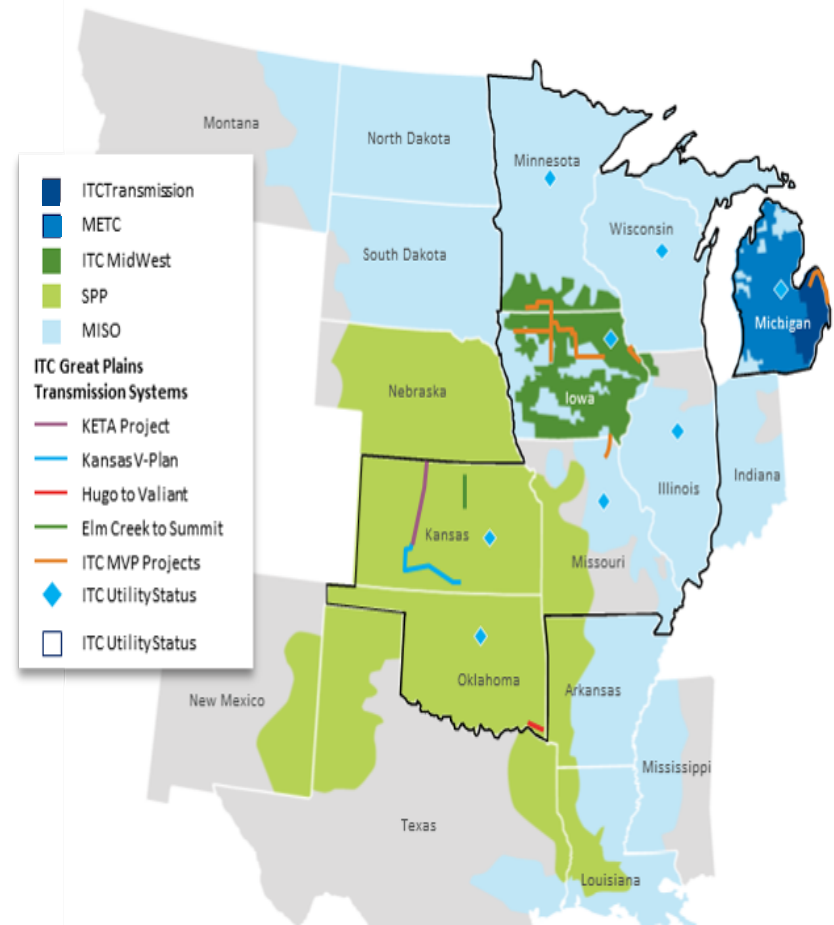 Montana
North Dakota
Minnesota
Wisconsin
South Dakota
Michigan
Nebraska
Iowa
Illinois
Indiana
Kansas
Missouri
Oklahoma
Arkansas
New Mexico
Mississippi
Texas
Louisiana
ITCTransmission
METC
ITC MidWest
SPP
MISO
ITC Great Plains
Transmission Systems
KETA Project
Kansas V-Plan
Hugo to Valiant
Elm Creek to Summit
ITC MVP Projects
ITC Utility Status
ITC Utility Status